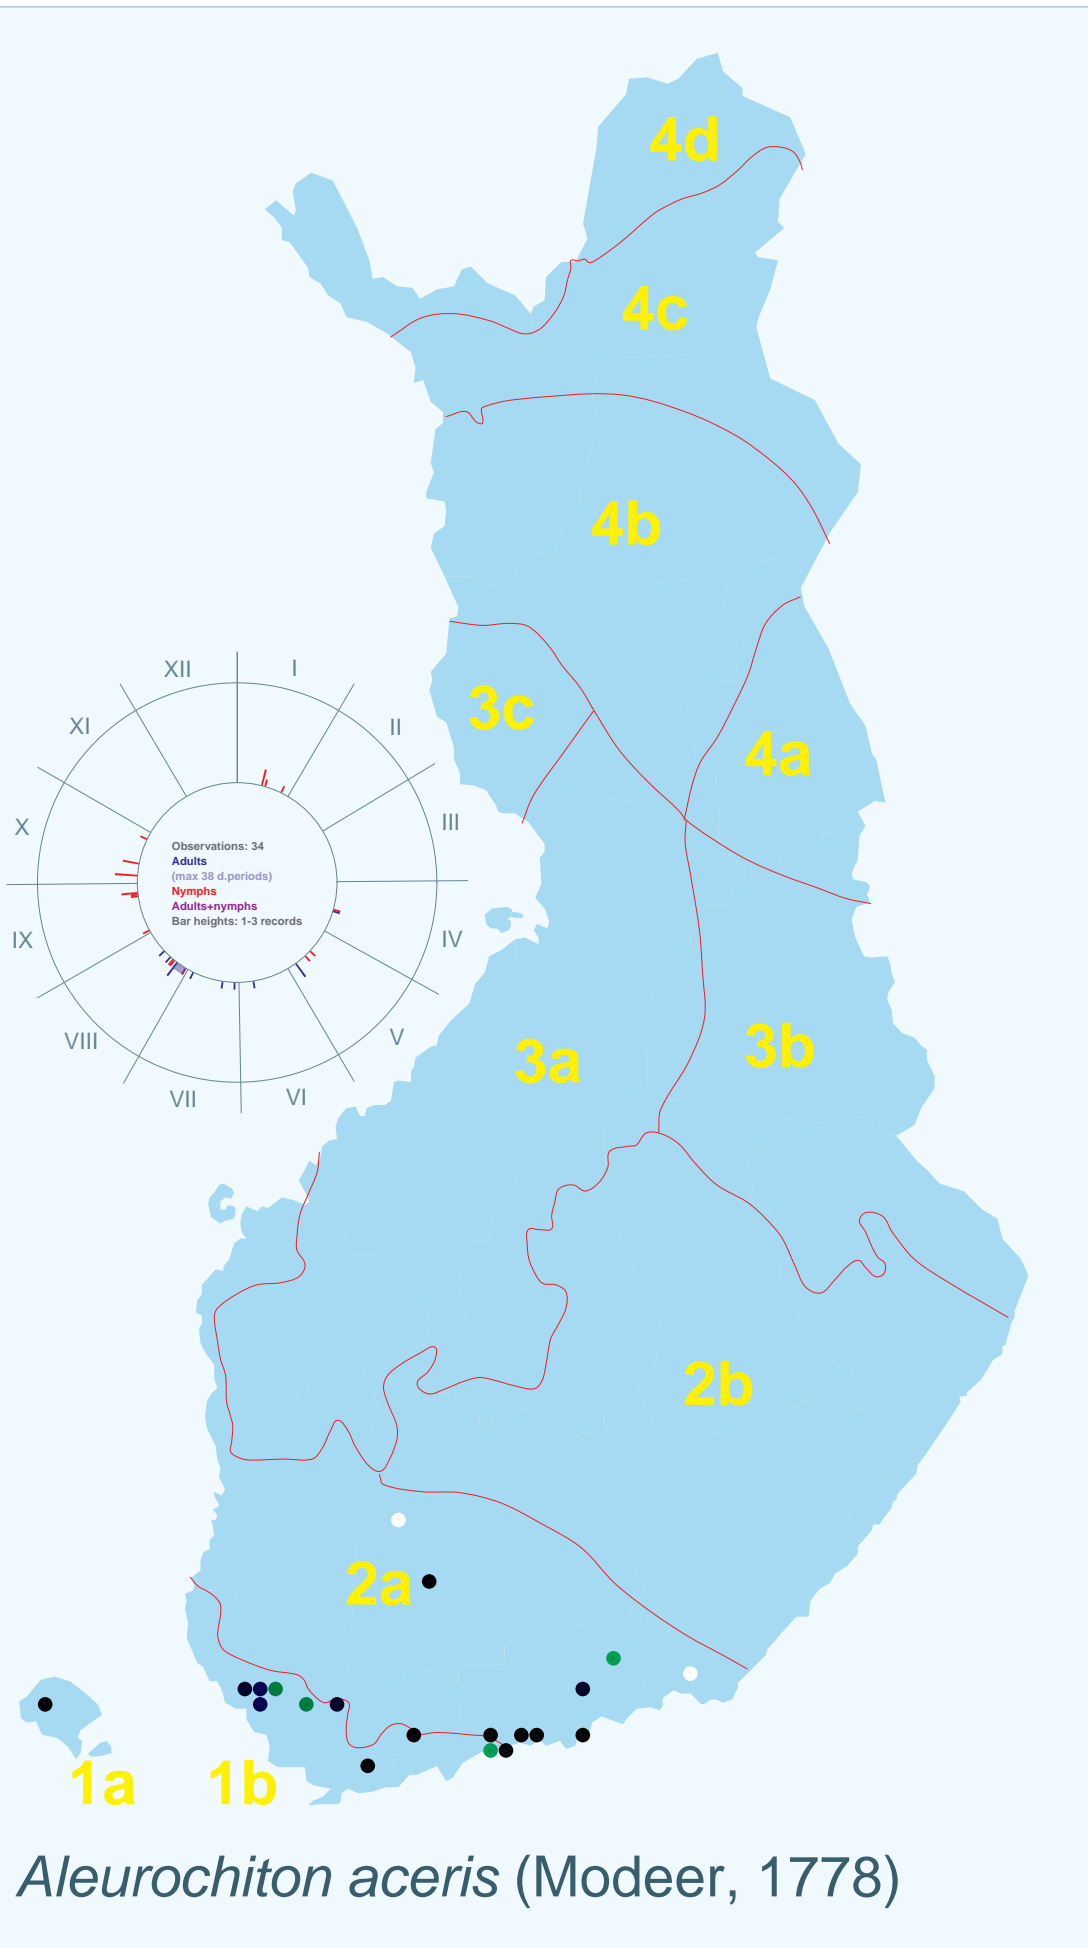 4d
4c
4b
3c
4a
XII
I
XI
II
X
III
Observations: 34
Adults
(max 38 d.periods)
Nymphs
Adults+nymphs
Bar heights: 1-3 records
IX
IV
VIII
V
VII
VI
3a
3b
2b
2a
1a
1b
Aleurochiton aceris (Modeer, 1778)